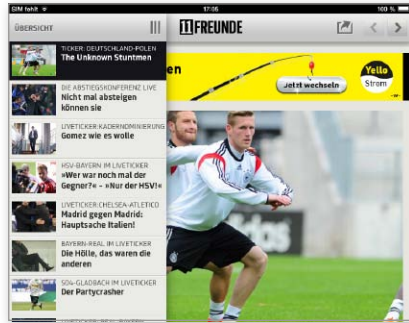 SIM fehlt 17:05 100 %
ÜBERSICHT
11FREUNDE
TICKER: DEUTSCHLAND-POLEN
The Unknown Stuntmen
DIE ABSTIEGSKONFERENZ LIVE
Nicht mal absteigen
können sie
LIVETICKER: KADERNOMINIERUNG
Gomez wie es wolle
HSV-BAYERN IM LIVETICKER
»Wer war noch mal der
Gegner?« – »Nur der HSV!«
LIVETICKER: CHELSEA-ATLETICO
Madrid gegen Madrid:
Hauptsache Italien!
BAYERN-REAL IM LIVETICKER
Die Hölle, das waren die
anderen
S04-GLADBACH IM LIVETICKER
Der Partycrasher
en
Jetzt wechseln
Yello
Strom
adidas